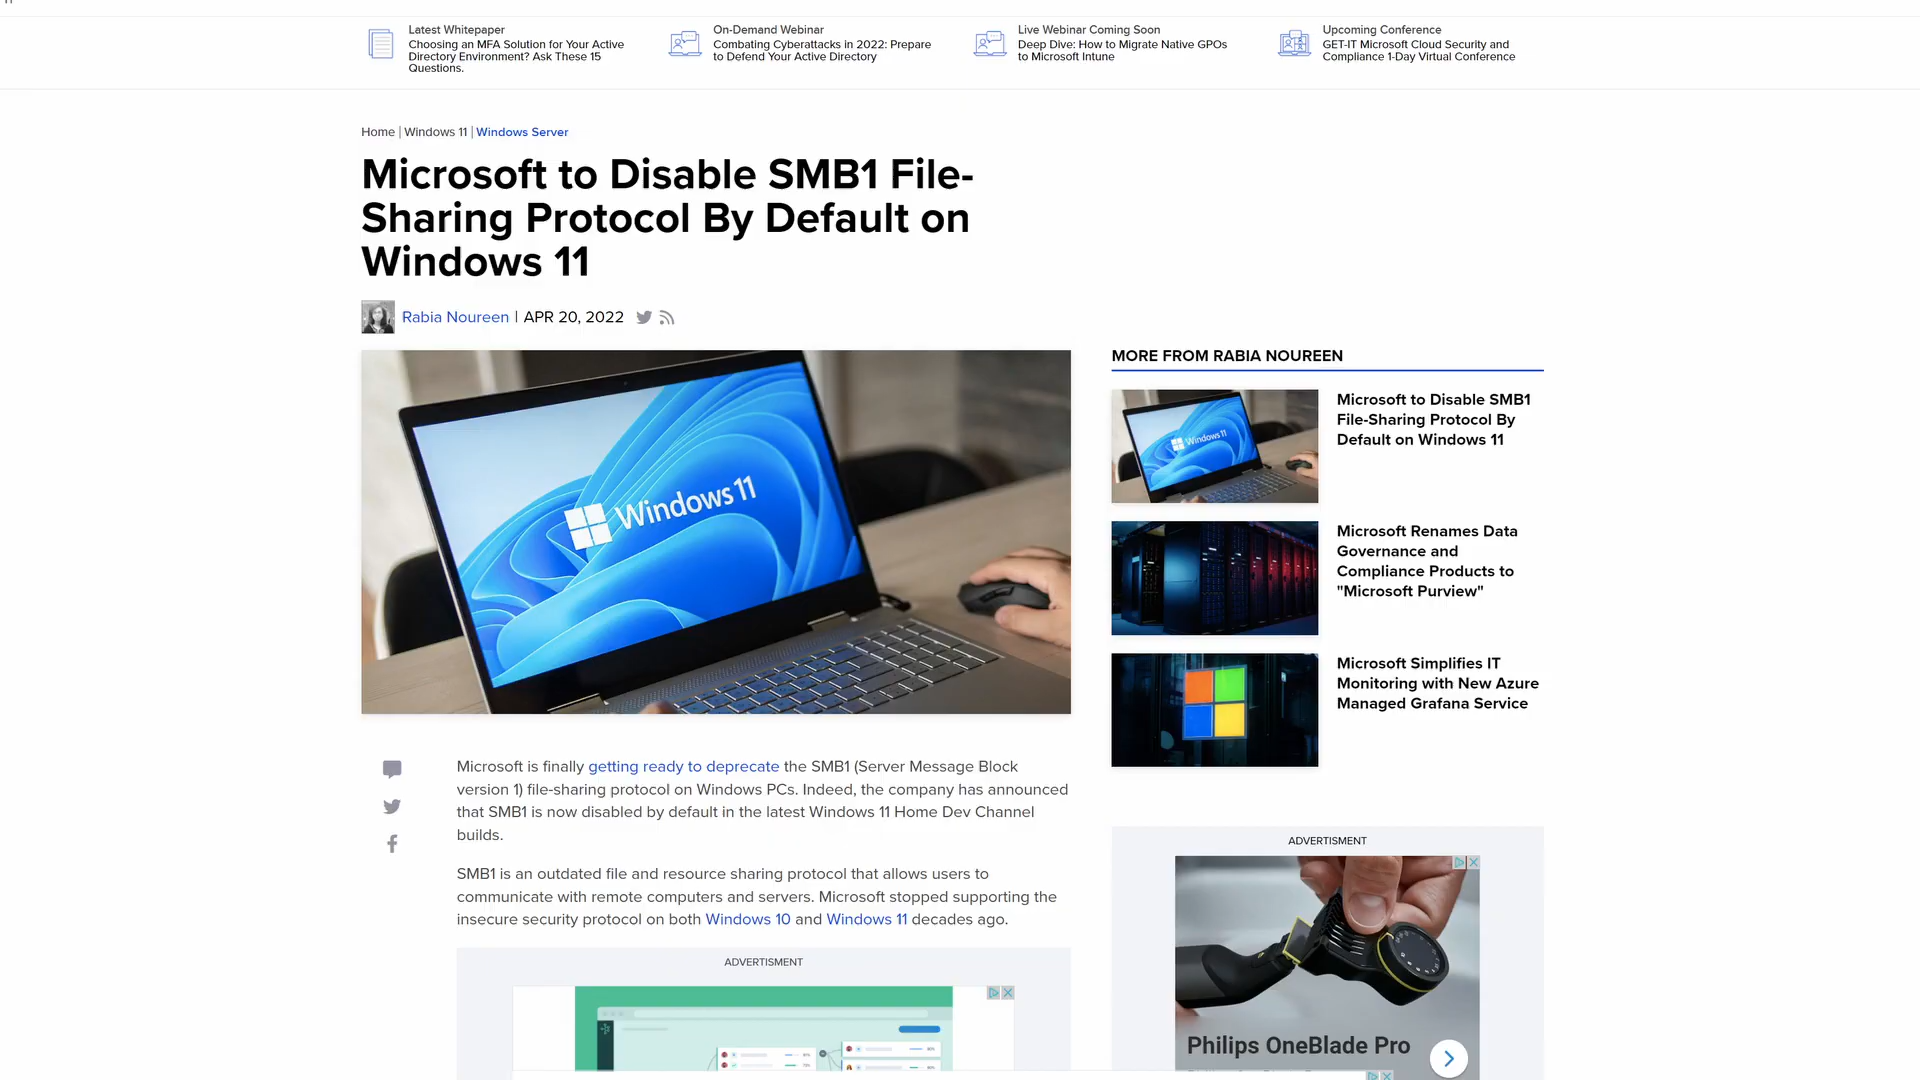 Latest Whitepaper
Choosing an MFA Solution for Your Active
Directory Environment? Ask These 15
Questions.
On-Demand Webinar
Combating Cyberattacks in 2022: Prepare
to Defend Your Active Directory
Live Webinar Coming Soon
Deep Dive: How to Migrate Native GPOs
to Microsoft Intune
Upcoming Conference
GET-IT Microsoft Cloud Security and
Compliance 1-Day Virtual Conference
Home | Windows 11 | Windows Server
Microsoft to Disable SMB1 File-
Sharing Protocol By Default on
Windows 11
Rabia Noureen | APR 20, 2022
Windows 11
Microsoft is finally getting ready to deprecate the SMB1 (Server Message Block
version 1) file-sharing protocol on Windows PCs. Indeed, the company has announced
that SMB1 is now disabled by default in the latest Windows 11 Home Dev Channel
builds.
SMB1 is an outdated file and resource sharing protocol that allows users to
communicate with remote computers and servers. Microsoft stopped supporting the
insecure security protocol on both Windows 10 and Windows 11 decades ago.
ADVERTISMENT
MORE FROM RABIA NOUREEN
Windows 11
Microsoft to Disable SMB1
File-Sharing Protocol By
Default on Windows 11
Microsoft Renames Data
Governance and
Compliance Products to
"Microsoft Purview"
Microsoft Simplifies IT
Monitoring with New Azure
Managed Grafana Service
ADVERTISMENT
Philips OneBlade Pro